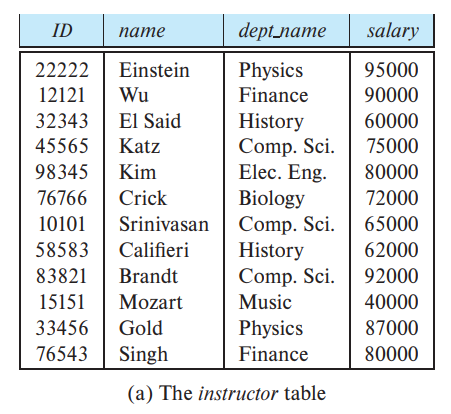 ID name dept_name salary
22222 Einstein Physics 95000
12121 Wu Finance 90000
32343 El Said History 60000
45565 Katz Comp. Sci. 75000
98345 Kim Elec. Eng. 80000
76766 Crick Biology 72000
10101 Srinivasan Comp. Sci. 65000
58583 Califieri History 62000
83821 Brandt Comp. Sci. 92000
15151 Mozart Music 40000
33456 Gold Physics 87000
76543 Singh Finance 80000
(a) The instructor table